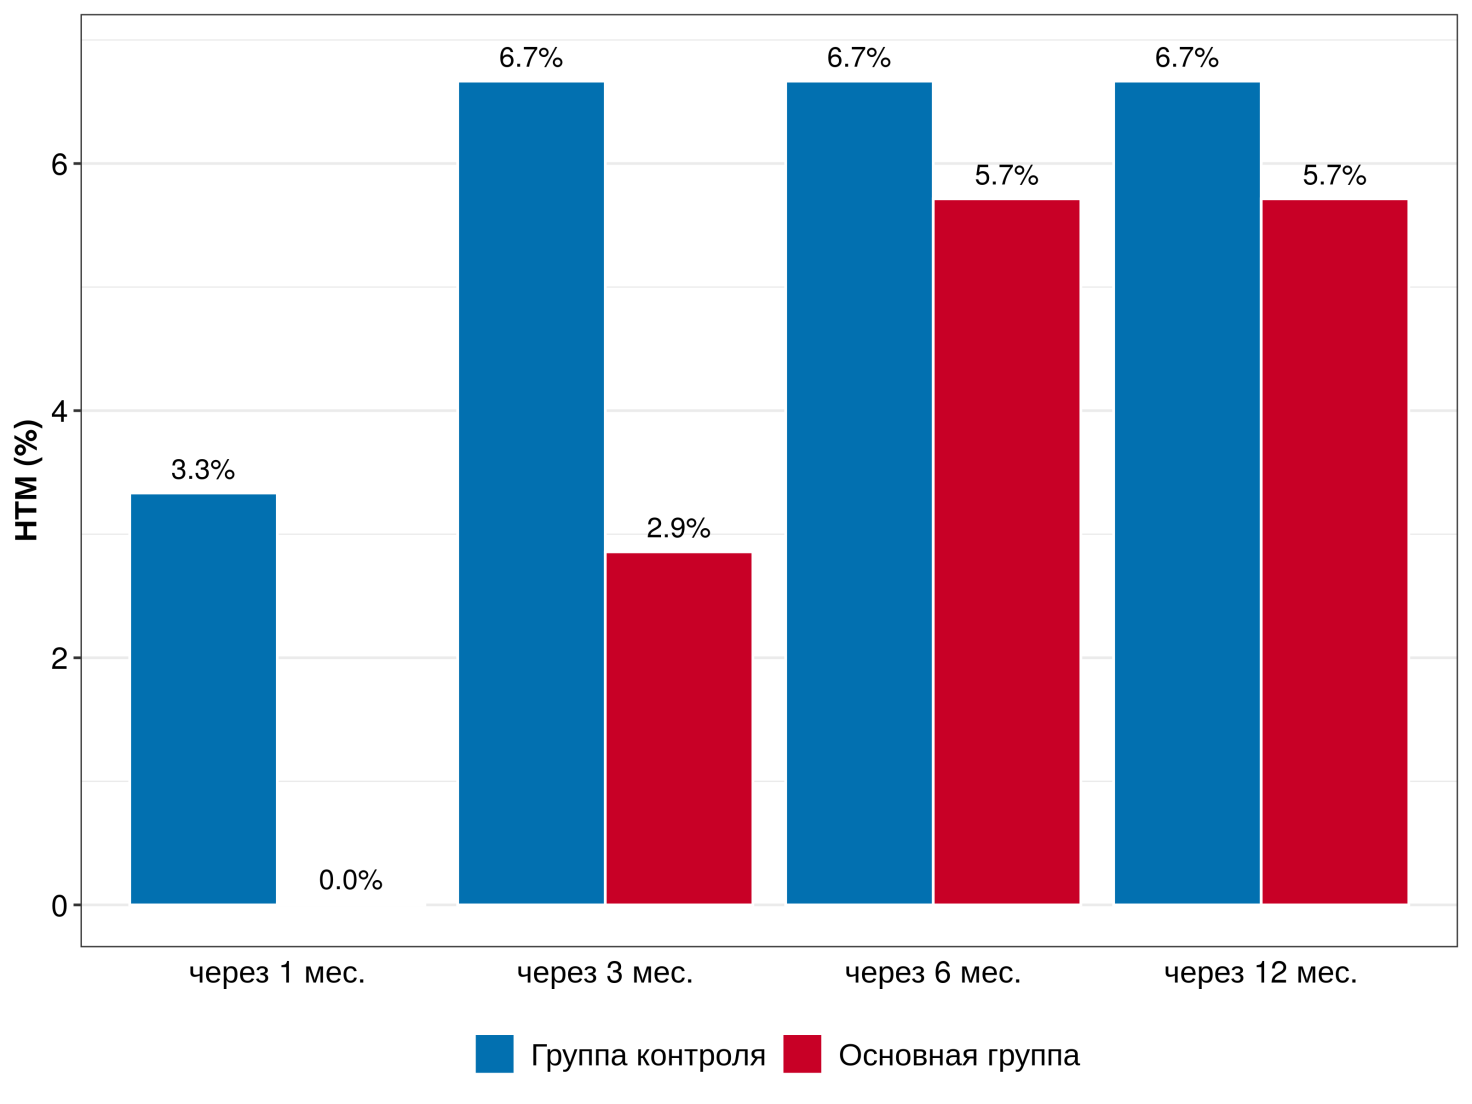 НТМ (%)
6
4
2
0
3.3%
0.0%
6.7%
2.9%
6.7%
5.7%
6.7%
5.7%
через 1 мес.
через 3 мес.
через 6 мес.
через 12 мес.
Группа контроля
Основная группа